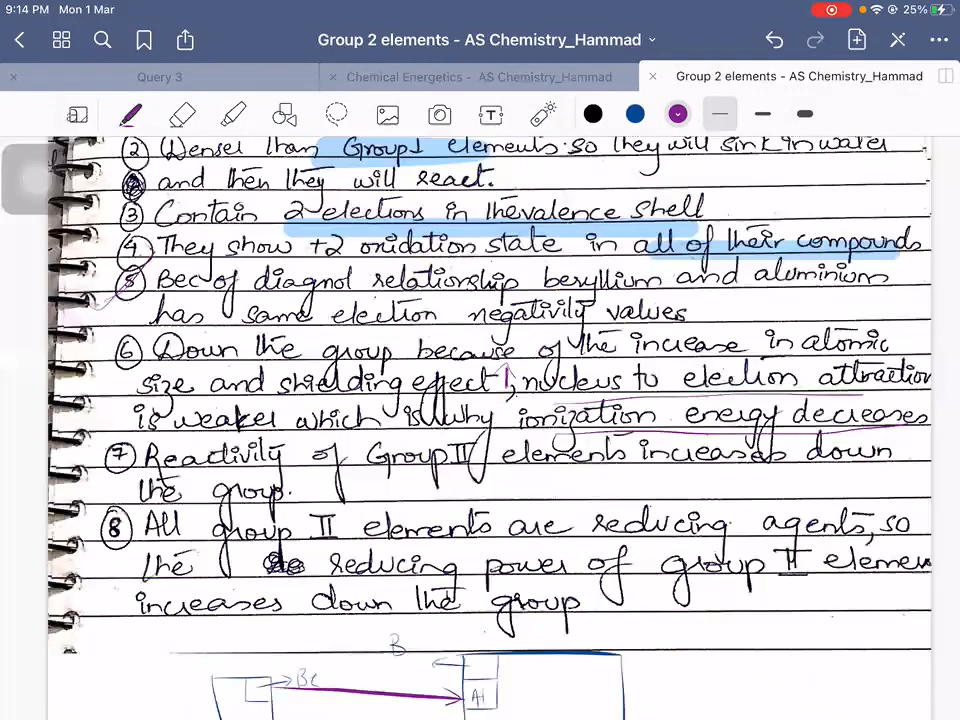 9:14 PM Mon 1 Mar 25%
Group 2 elements - AS Chemistry_Hammad
Query 3 Chemical Energetics - AS Chemistry_Hammad Group 2 elements - AS Chemistry_Hammad
② Denser than Group I elements so they will sink in water
and then they will react.
③ Contain 2 electrons in the valence shell
④ They show +2 oxidation state in all of their compounds
⑤ Bec of diagnol relationship beryllium and aluminium
has same electron negativity values
⑥ Down the group because of the increase in atomic
size and shielding effect, nucleus to electron attraction
is weaker which is why ionization energy decreases
⑦ Reactivity of Group II elements increases down
the group.
⑧ All group II elements are reducing agents, so
the reducing power of group II elemen
increases down the group
B
Be
Al